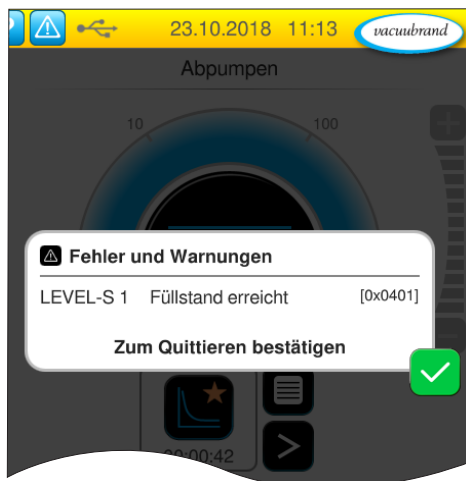 23.10.2018 11:13 vacuubrand
Abpumpen
10 100
Fehler und Warnungen
LEVEL-S 1 Füllstand erreicht [0x0401]
Zum Quittieren bestätigen
00:00:42